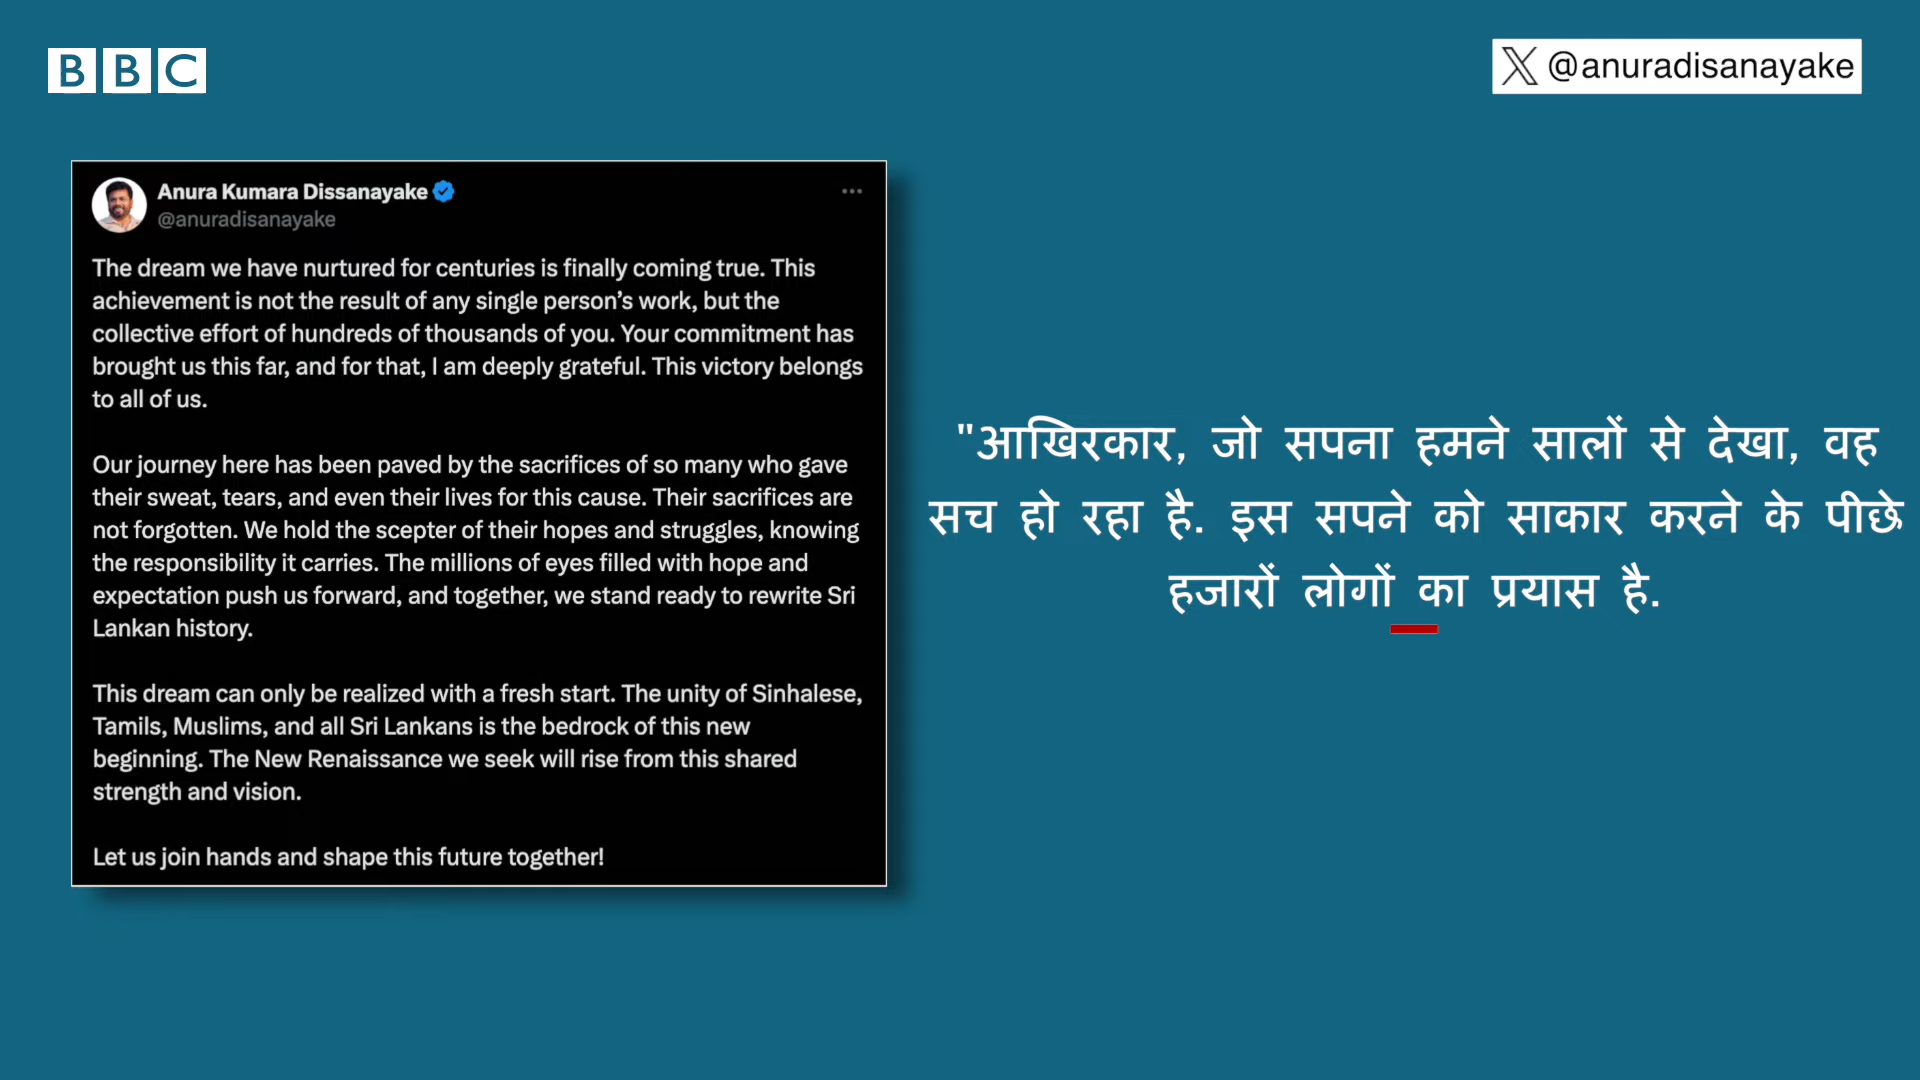 BBC
X @anuradisanayake
Anura Kumara Dissanayake
@anuradisanayake
The dream we have nurtured for centuries is finally coming true. This
achievement is not the result of any single person’s work, but the
collective effort of hundreds of thousands of you. Your commitment has
brought us this far, and for that, I am deeply grateful. This victory belongs
to all of us.
Our journey here has been paved by the sacrifices of so many who gave
their sweat, tears, and even their lives for this cause. Their sacrifices are
not forgotten. We hold the scepter of their hopes and struggles, knowing
the responsibility it carries. The millions of eyes filled with hope and
expectation push us forward, and together, we stand ready to rewrite Sri
Lankan history.
This dream can only be realized with a fresh start. The unity of Sinhalese,
Tamils, Muslims, and all Sri Lankans is the bedrock of this new
beginning. The New Renaissance we seek will rise from this shared
strength and vision.
Let us join hands and shape this future together!
"आखिरकार, जो सपना हमने सालों से देखा, वह
सच हो रहा है. इस सपने को साकार करने के पीछे
हजारों लोगों का प्रयास है.